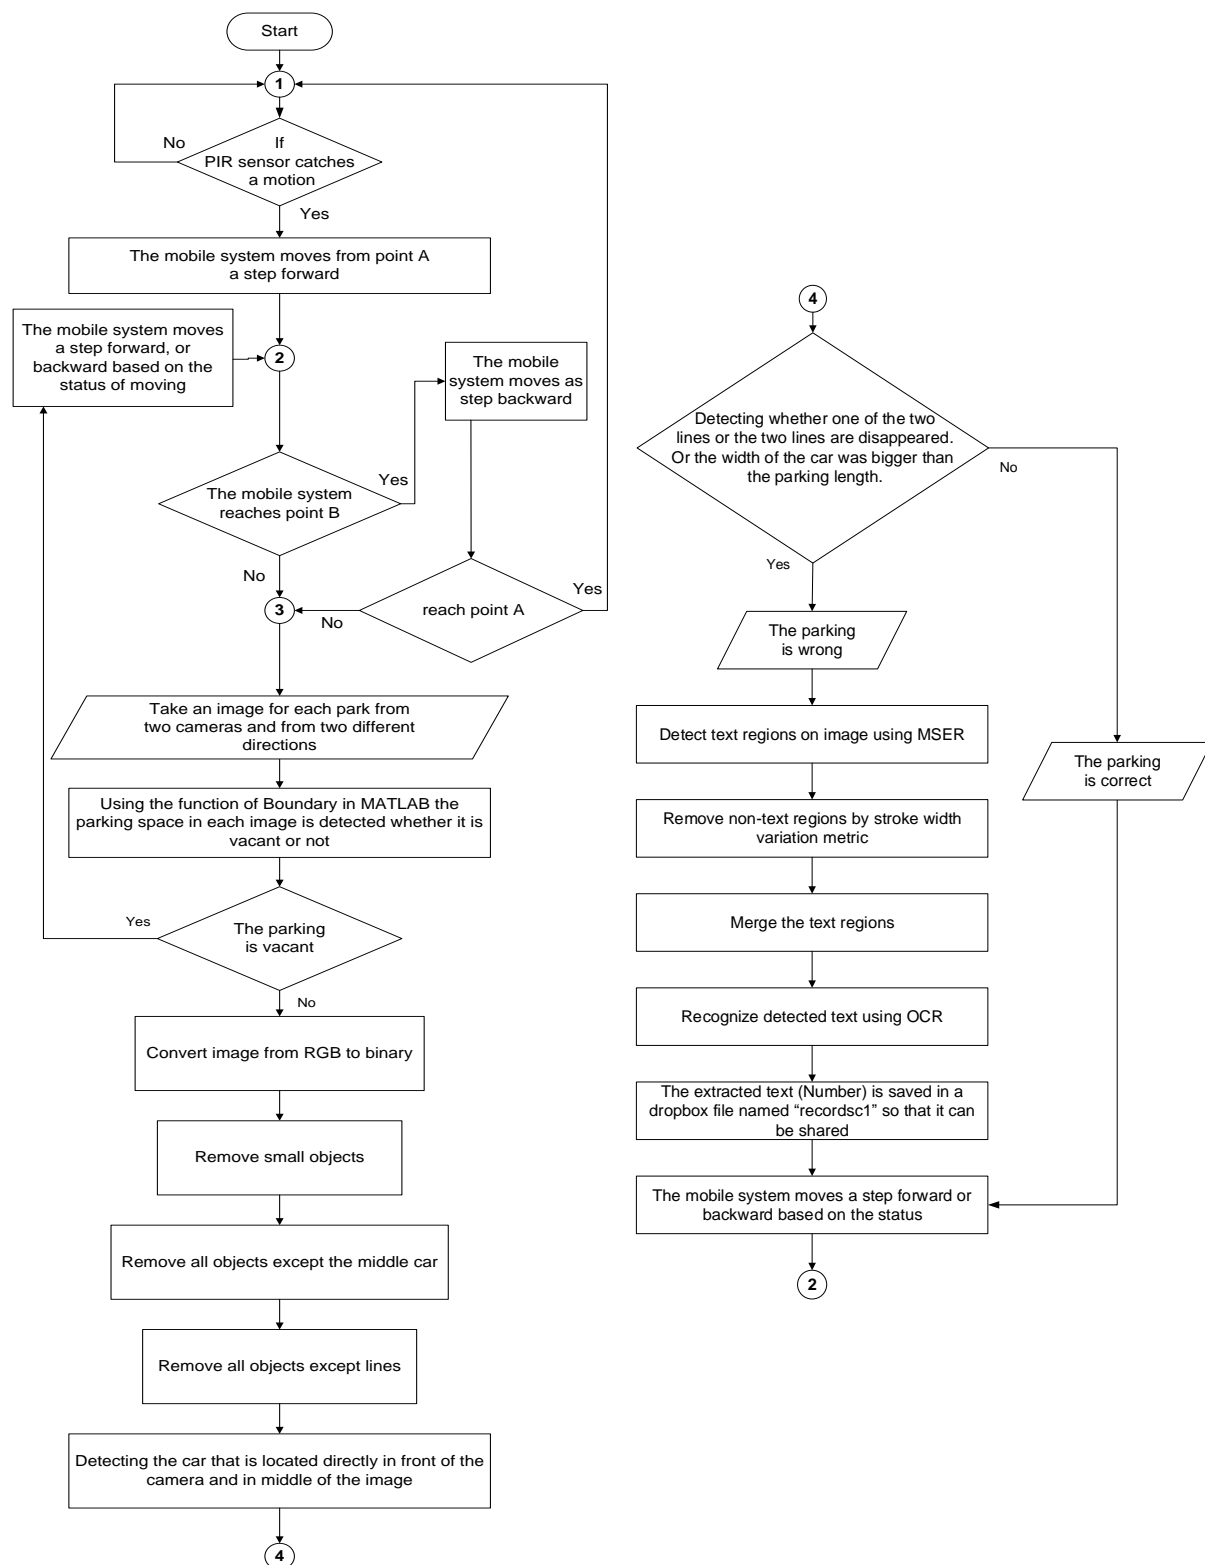 Start
1
If
PIR sensor catches
a motion
No
Yes
The mobile system moves from point A
a step forward
The mobile system moves
a step forward, or
backward based on the
status of moving
2
The mobile
system moves as
step backward
The mobile system
reaches point B
Yes
No
3
reach point A
No
Yes
Take an image for each park from
two cameras and from two different
directions
Using the function of Boundary in MATLAB the
parking space in each image is detected whether it is
vacant or not
The parking
is vacant
Yes
No
Convert image from RGB to binary
Remove small objects
Remove all objects except the middle car
Remove all objects except lines
Detecting the car that is located directly in front of the
camera and in middle of the image
4
4
Detecting whether one of the two
lines or the two lines are disappeared.
Or the width of the car was bigger than
the parking length.
No
Yes
The parking
is wrong
Detect text regions on image using MSER
The parking
is correct
Remove non-text regions by stroke width
variation metric
Merge the text regions
Recognize detected text using OCR
The extracted text (Number) is saved in a
dropbox file named “recordsc1” so that it can
be shared
The mobile system moves a step forward or
backward based on the status
2